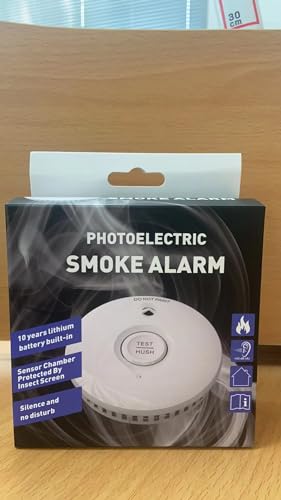 30
cm
PHOTOELECTRIC
SMOKE ALARM
DO NOT PAINT
TEST
HUSH
10 years lithium
battery built-in
Sensor Chamber
Protected By
Insect Screen
Silence and
no disturb